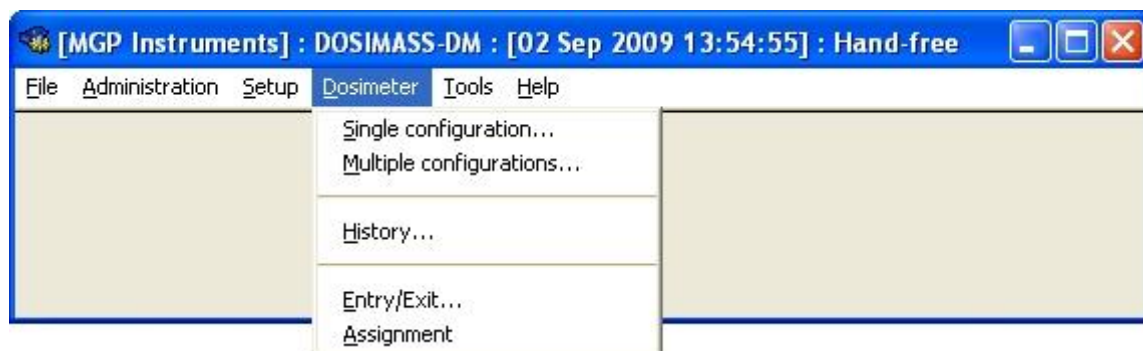 [MGP Instruments] : DOSIMASS-DM : [02 Sep 2009 13:54:55] : Hand-free
File Administration Setup Dosimeter Tools Help
Single configuration...
Multiple configurations...
History...
Entry/Exit...
Assignment